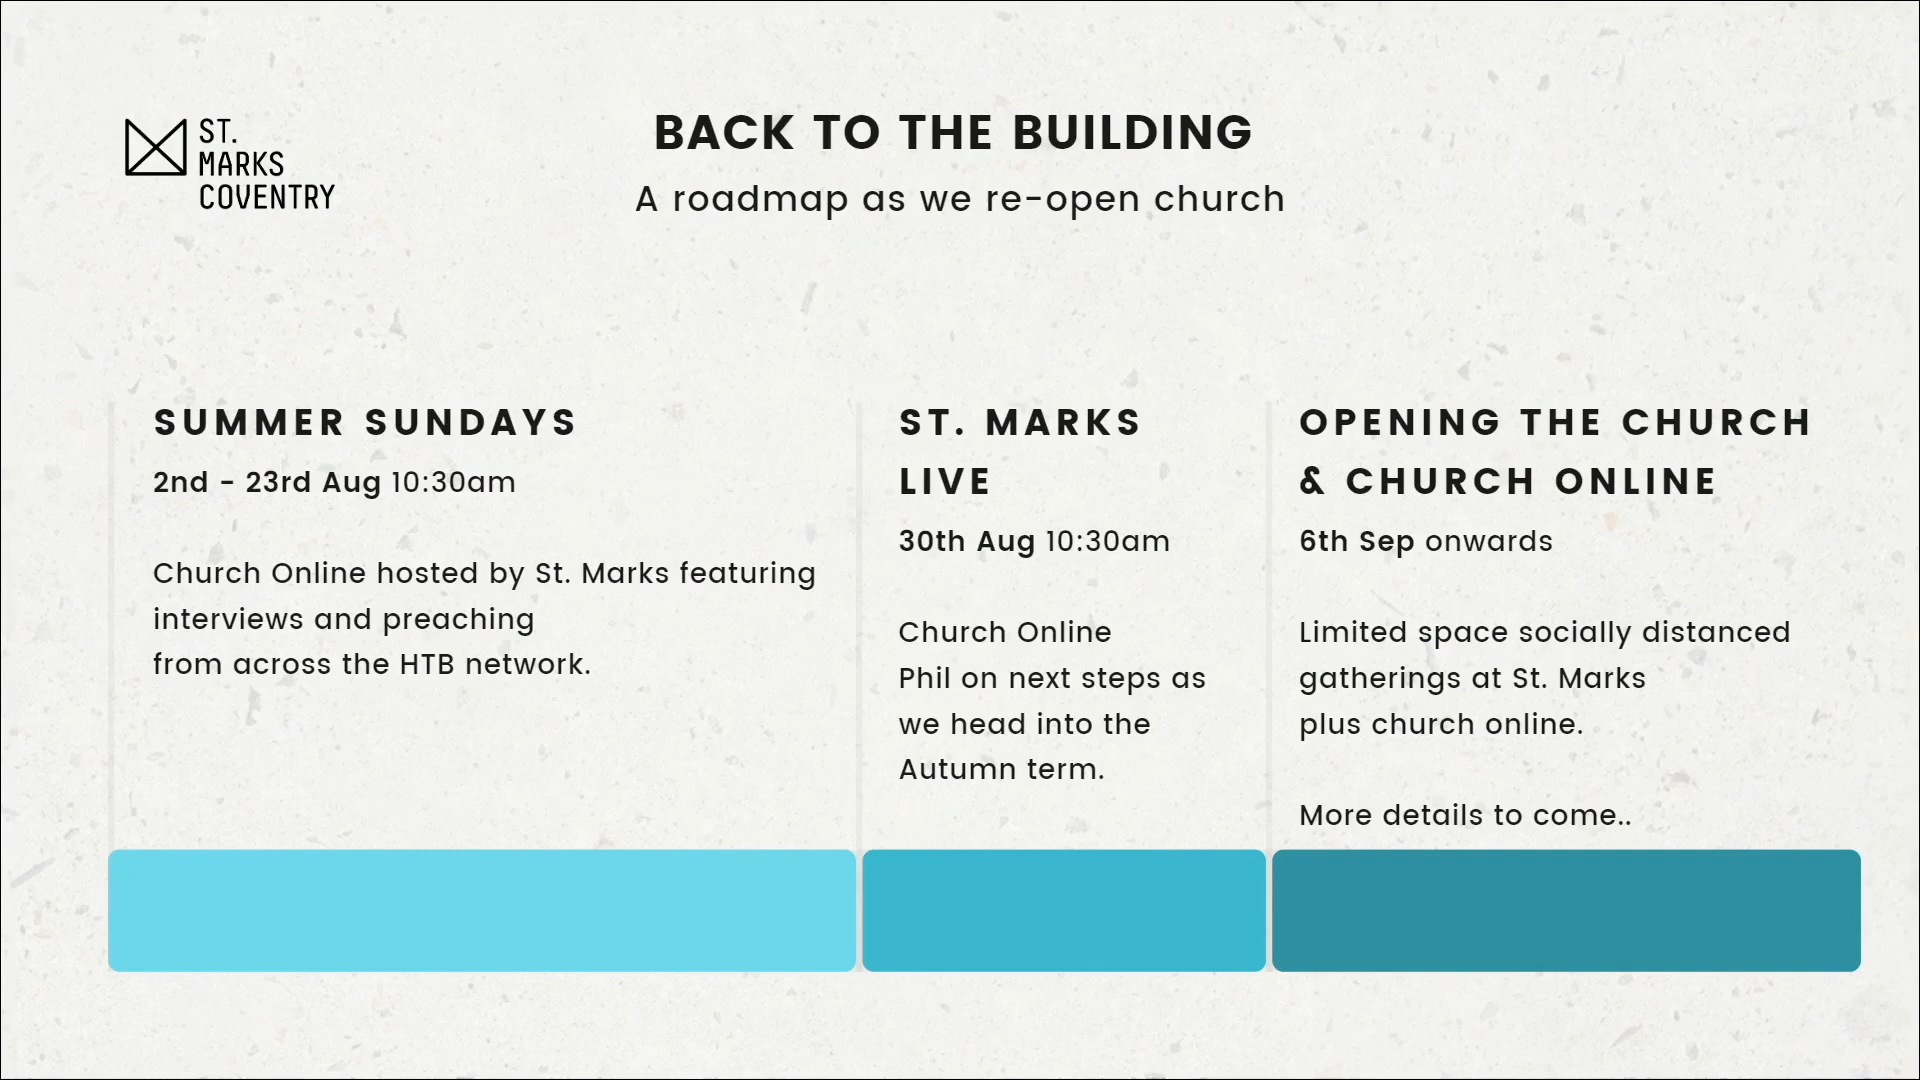 ST.
MARKS
COVENTRY
BACK TO THE BUILDING
A roadmap as we re-open church
SUMMER SUNDAYS
2nd - 23rd Aug 10:30am
Church Online hosted by St. Marks featuring
interviews and preaching
from across the HTB network.
ST. MARKS
LIVE
30th Aug 10:30am
Church Online
Phil on next steps as
we head into the
Autumn term.
OPENING THE CHURCH
& CHURCH ONLINE
6th Sep onwards
Limited space socially distanced
gatherings at St. Marks
plus church online.
More details to come..